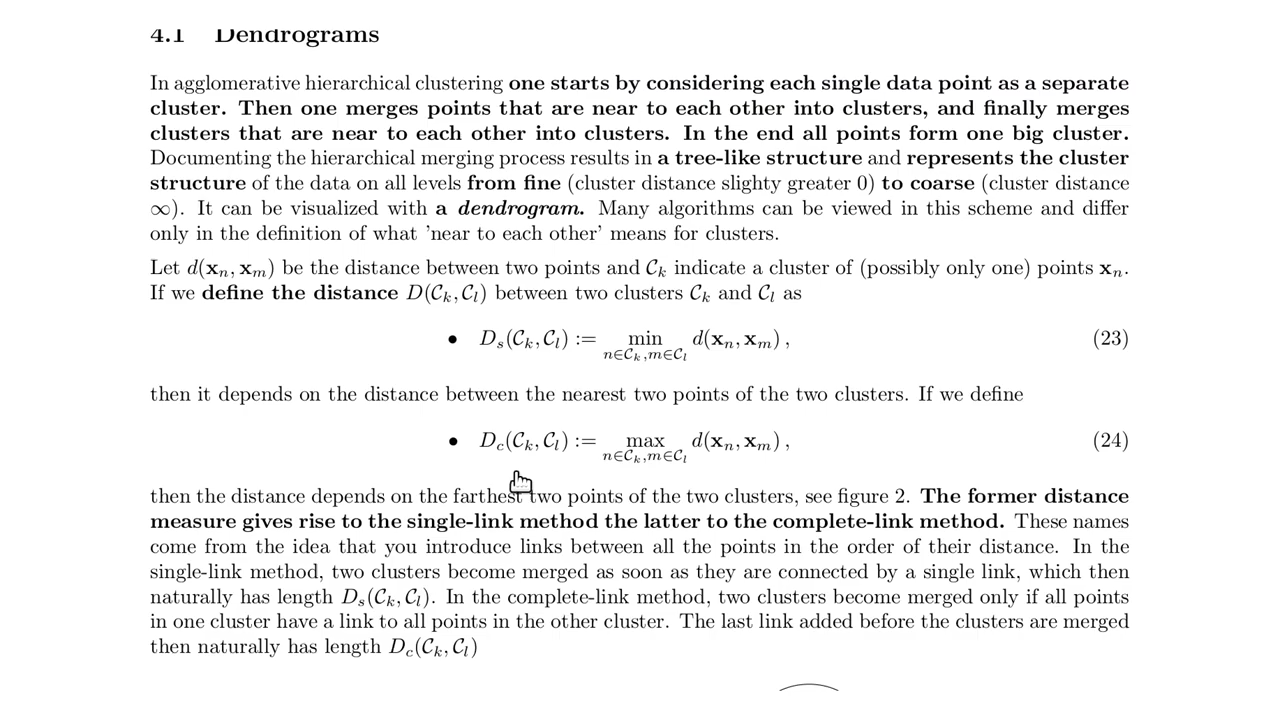 4.1 Dendrograms
In agglomerative hierarchical clustering one starts by considering each single data point as a separate
cluster. Then one merges points that are near to each other into clusters, and finally merges
clusters that are near to each other into clusters. In the end all points form one big cluster.
Documenting the hierarchical merging process results in a tree-like structure and represents the cluster
structure of the data on all levels from fine (cluster distance slighty greater 0) to coarse (cluster distance
∞). It can be visualized with a dendrogram. Many algorithms can be viewed in this scheme and differ
only in the definition of what 'near to each other' means for clusters.
Let d(xₙ, xₘ) be the distance between two points and 𝒞ₖ indicate a cluster of (possibly only one) points xₙ.
If we define the distance D(𝒞ₖ, 𝒞ₗ) between two clusters 𝒞ₖ and 𝒞ₗ as
• Dₛ(𝒞ₖ, 𝒞ₗ) := min n∈𝒞ₖ,m∈𝒞ₗ d(xₙ, xₘ) , (23)
then it depends on the distance between the nearest two points of the two clusters. If we define
• D_c(𝒞ₖ, 𝒞ₗ) := max n∈𝒞ₖ,m∈𝒞ₗ d(xₙ, xₘ) , (24)
then the distance depends on the farthest two points of the two clusters, see figure 2. The former distance
measure gives rise to the single-link method the latter to the complete-link method. These names
come from the idea that you introduce links between all the points in the order of their distance. In the
single-link method, two clusters become merged as soon as they are connected by a single link, which then
naturally has length Dₛ(𝒞ₖ, 𝒞ₗ). In the complete-link method, two clusters become merged only if all points
in one cluster have a link to all points in the other cluster. The last link added before the clusters are merged
then naturally has length D_c(𝒞ₖ, 𝒞ₗ)